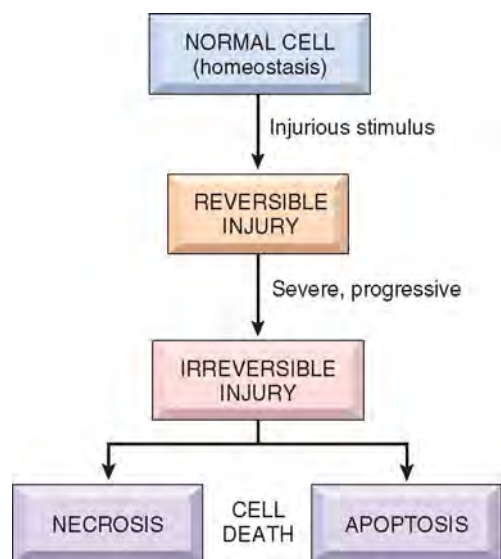 NORMAL CELL
(homeostasis)
Injurious stimulus
REVERSIBLE
INJURY
Severe, progressive
IRREVERSIBLE
INJURY
NECROSIS
CELL
DEATH
APOPTOSIS